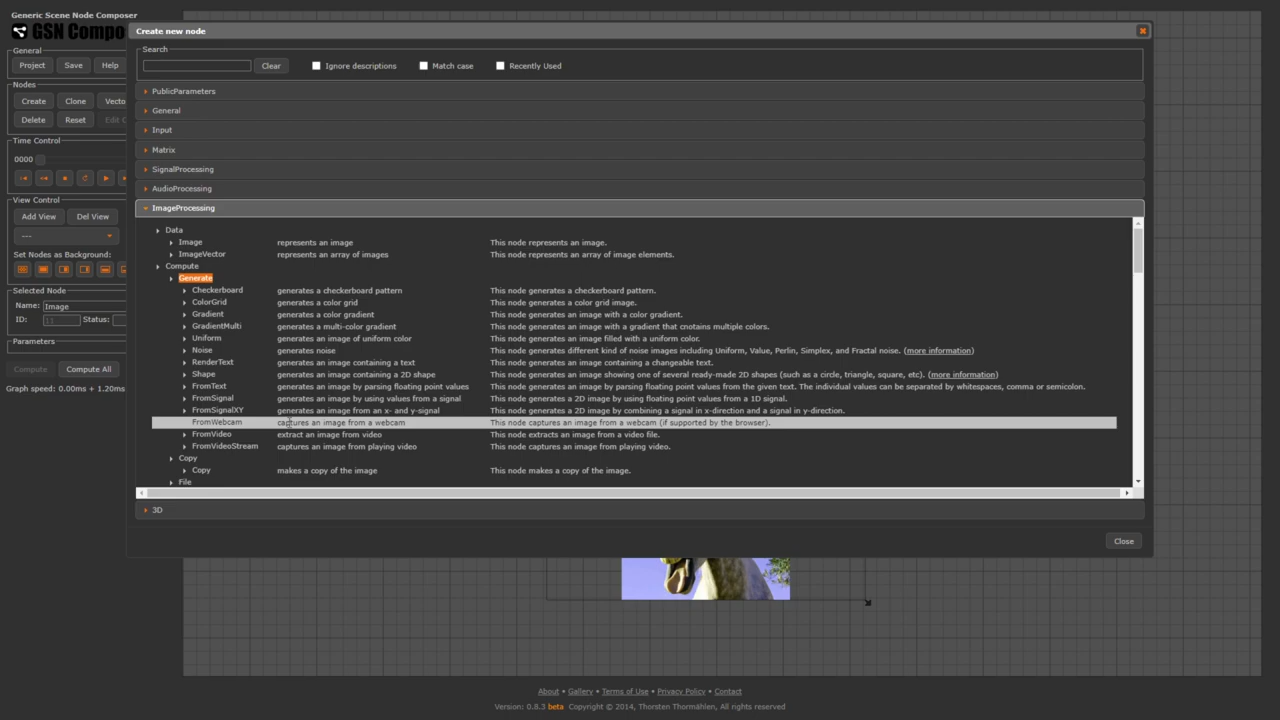 Generic Scene Node Composer
GSN Compo
Create new node
General
Project Save Help
Nodes
Create Clone Vecto
Delete Reset Edit C
Time Control
0000
View Control
Add View Del View
---
Set Nodes as Background:
Selected Node
Name: Image
ID: 11 Status:
Parameters
Compute Compute All
Graph speed: 0.00ms + 1.20ms
Search
Clear Ignore descriptions Match case Recently Used
PublicParameters
General
Input
Matrix
SignalProcessing
AudioProcessing
ImageProcessing
Data
Image represents an image This node represents an image.
ImageVector represents an array of images This node represents an array of image elements.
Compute
Generate
Checkerboard generates a checkerboard pattern This node generates a checkerboard pattern.
ColorGrid generates a color grid This node generates a color grid image.
Gradient generates a color gradient This node generates an image with a color gradient.
GradientMulti generates a multi-color gradient This node generates an image with a gradient that cnotains multiple colors.
Uniform generates an image of uniform color This node generates an image filled with a uniform color.
Noise generates noise This node generates different kind of noise images including Uniform, Value, Perlin, Simplex, and Fractal noise. (more information)
RenderText generates an image containing a text This node generates an image containing a changeable text.
Shape generates an image containing a 2D shape This node generates an image showing one of several ready-made 2D shapes (such as a circle, triangle, square, etc). (more information)
FromText generates an image by parsing floating point values This node generates an image by parsing floating point values from the given text. The individual values can be separated by whitespaces, comma or semicolon.
FromSignal generates an image by using values from a signal This node generates a 2D image by using floating point values from a 1D signal.
FromSignalXY generates an image from an x- and y-signal This node generates a 2D image by combining a signal in x-direction and a signal in y-direction.
FromWebcam captures an image from a webcam This node captures an image from a webcam (if supported by the browser).
FromVideo extract an image from video This node extracts an image from a video file.
FromVideoStream captures an image from playing video This node captures an image from playing video.
Copy
Copy makes a copy of the image This node makes a copy of the image.
File
3D
Close
About • Gallery • Terms of Use • Privacy Policy • Contact
Version: 0.8.3 beta Copyright © 2014, Thorsten Thormählen, All rights reserved